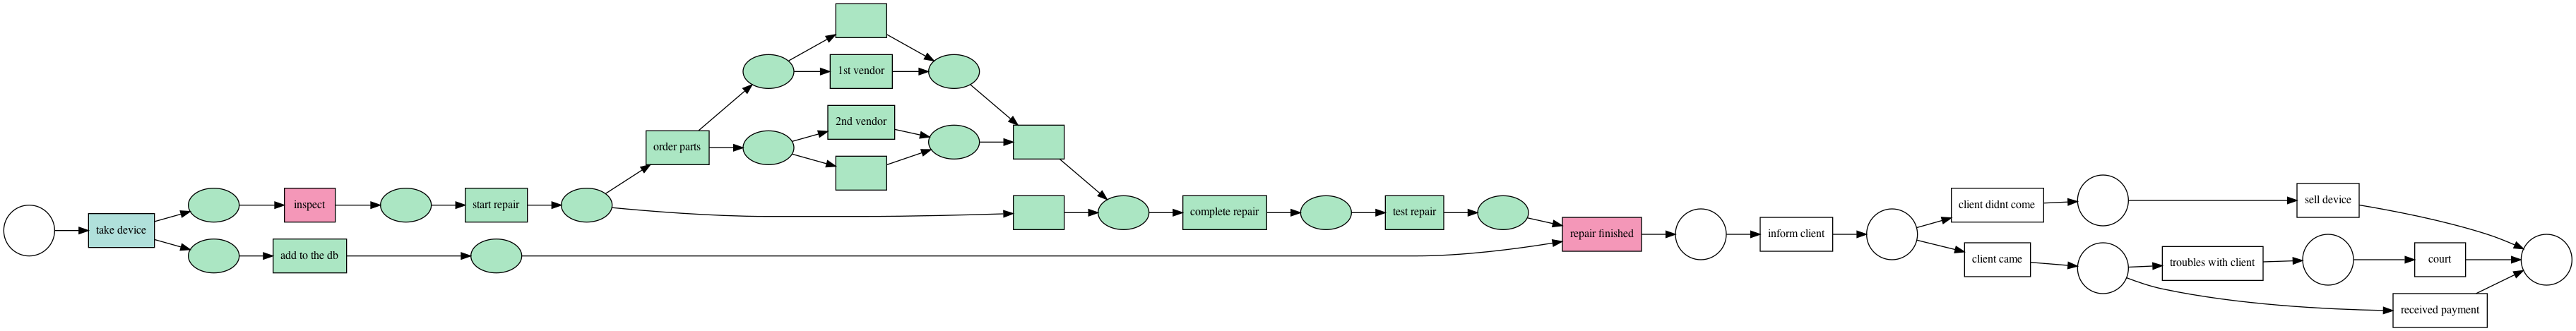 take device
inspect
add to the db
start repair
order parts
1st vendor
2nd vendor
complete repair
test repair
repair finished
inform client
client didnt come
client came
troubles with client
sell device
court
received payment